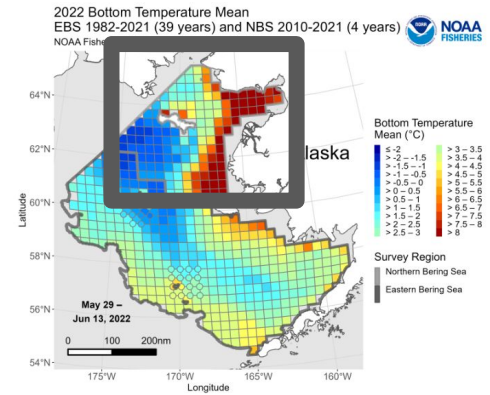 2022 Bottom Temperature Mean
EBS 1982-2021 (39 years) and NBS 2010-2021 (4 years)
NOAA
FISHERIES
NOAA Fishe
64°N
62°N
60°N
58°N
56°N
54°N
Latitude
laska
May 29 –
Jun 13, 2022
0 100 200nm
175°W 170°W 165°W 160°W
Longitude
Bottom Temperature
Mean (°C)
≤ -2 > 3 – 3.5
> -2 – -1.5 > 3.5 – 4
> -1.5 – -1 > 4 – 4.5
> -1 – -0.5 > 4.5 – 5
> -0.5 – 0 > 5 – 5.5
> 0 – 0.5 > 5.5 – 6
> 0.5 – 1 > 6 – 6.5
> 1 – 1.5 > 6.5 – 7
> 1.5 – 2 > 7 – 7.5
> 2 – 2.5 > 7.5 – 8
> 2.5 – 3 > 8
Survey Region
Northern Bering Sea
Eastern Bering Sea